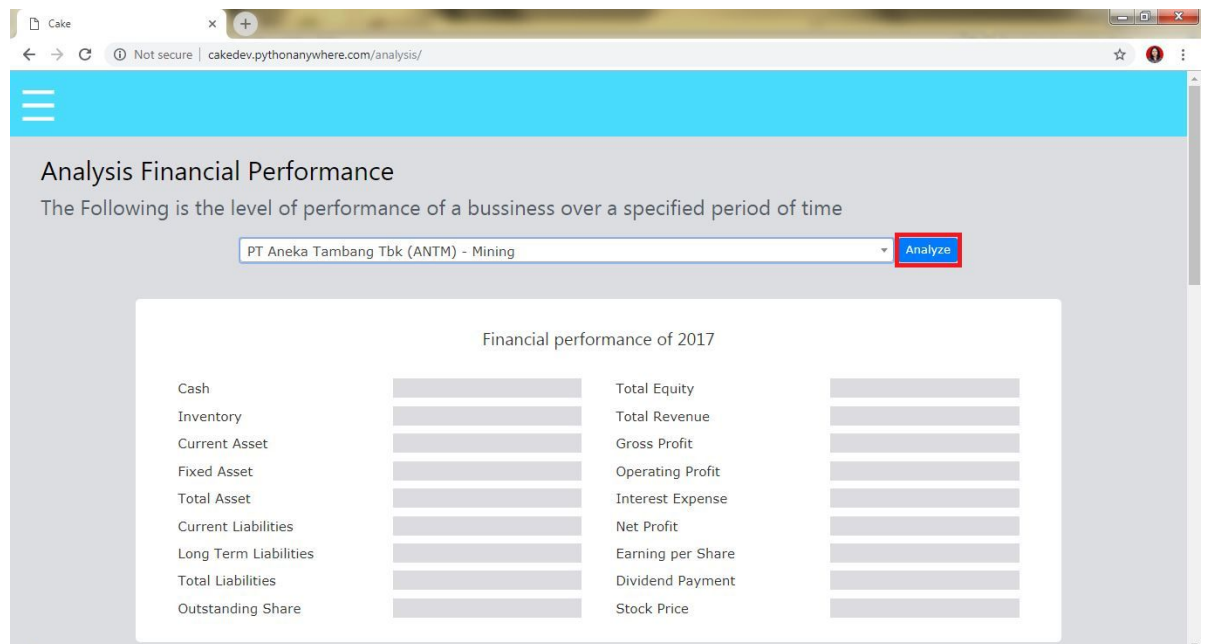 Cake
Not secure | cakedev.pythonanywhere.com/analysis/
Analysis Financial Performance
The Following is the level of performance of a bussiness over a specified period of time
PT Aneka Tambang Tbk (ANTM) - Mining
Analyze
Financial performance of 2017
Cash
Inventory
Current Asset
Fixed Asset
Total Asset
Current Liabilities
Long Term Liabilities
Total Liabilities
Outstanding Share
Total Equity
Total Revenue
Gross Profit
Operating Profit
Interest Expense
Net Profit
Earning per Share
Dividend Payment
Stock Price